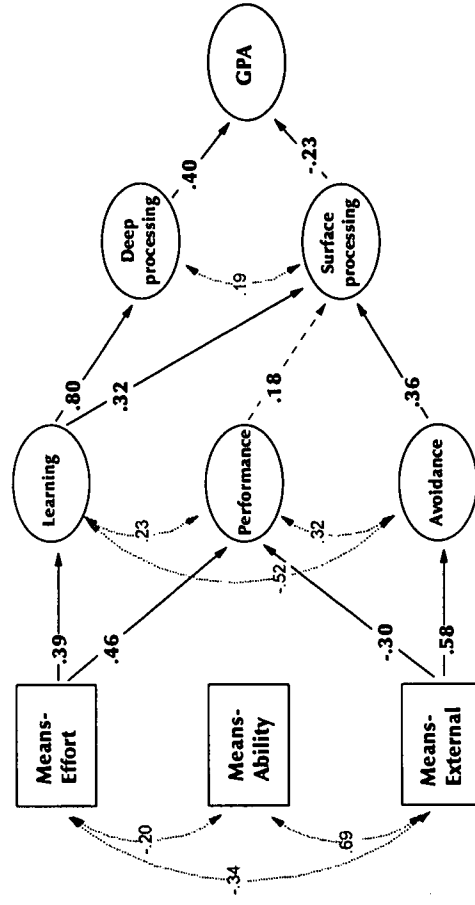 Means-
Effort
Means-
Ability
Means-
External
-.20
-.34
.69
.39
.46
-.30
.58
Learning
Performance
Avoidance
.23
-.52
.32
.80
.32
.18
.36
Deep
processing
Surface
processing
.19
.40
-.23
GPA